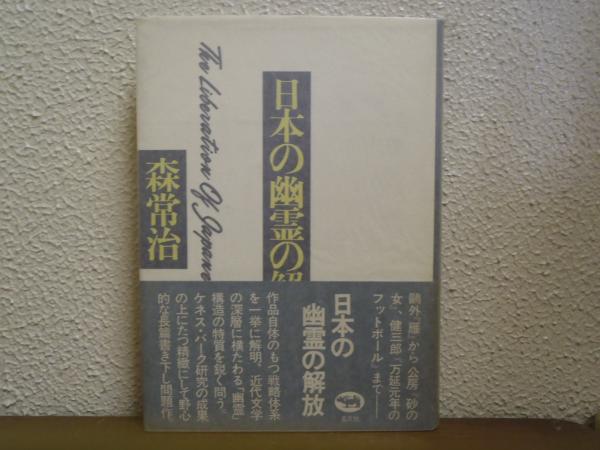 日本の幽霊の解
The Liberation Of Japane
森常治
鷗外『雁』から公房『砂の
女』、健三郎『万延元年の
フットボール』まで——
日本の
幽霊の解放
作品自体のもつ戦略体系
を一挙に解明。近代文学
の深層に横たわる「幽霊」
構造の特質を鋭く問う。
ケネス・バーク研究の成果
の上にたつ精緻にして野心
的な長篇書き下し問題作。
晶文社